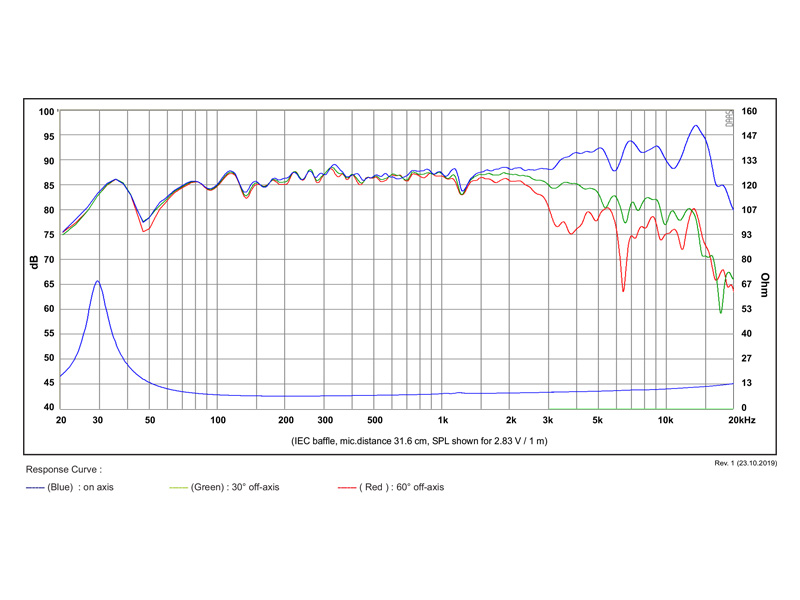 100 160
95 147
90 133
85 120
80 107
75 93
70 80
65 67
60 53
55 40
50 27
45 13
40 0
dB
Ohm
DAAS
20 30 50 100 200 300 500 1k 2k 3k 5k 10k 20kHz
(IEC baffle, mic.distance 31.6 cm, SPL shown for 2.83 V / 1 m)
Rev. 1 (23.10.2019)
Response Curve :
(Blue) : on axis (Green) : 30° off-axis ( Red ) : 60° off-axis